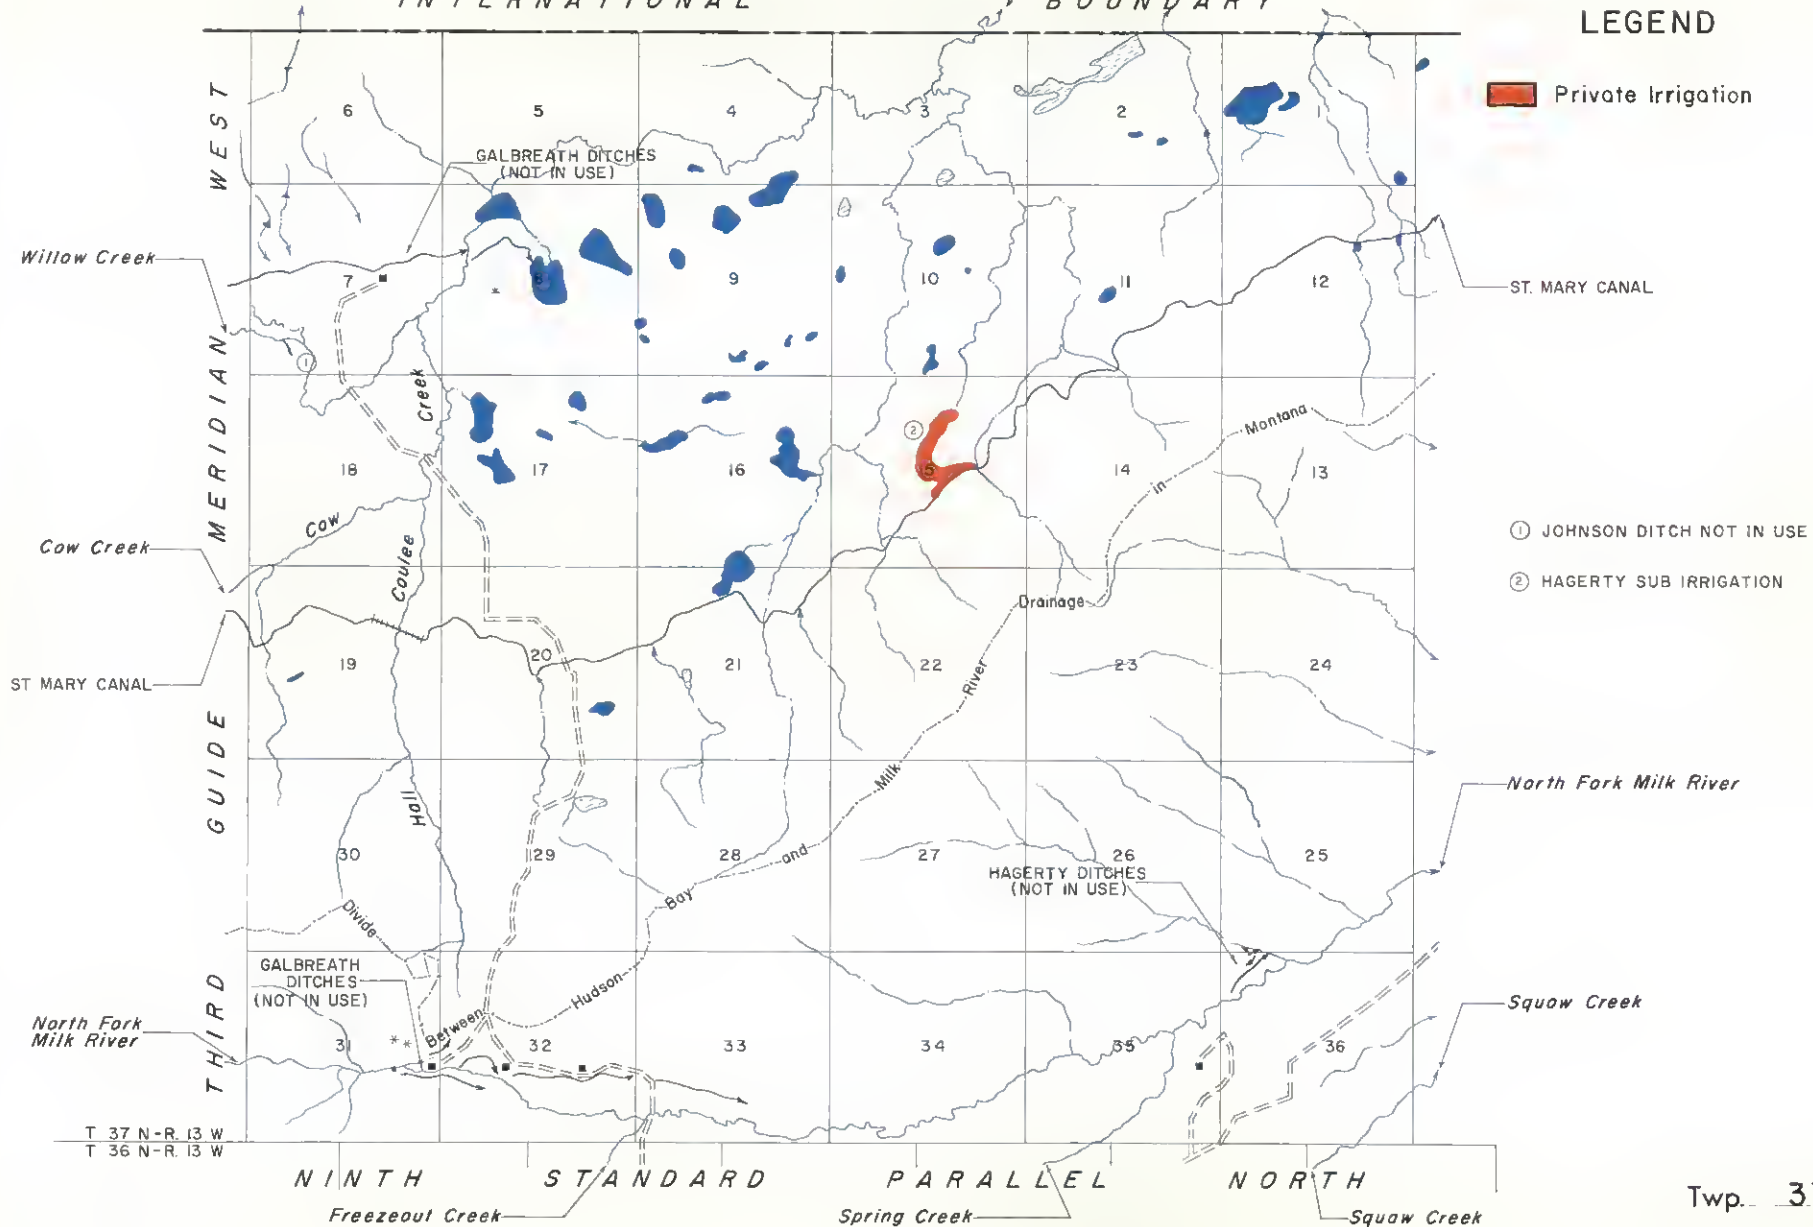 INTERNATIONAL BOUNDARY
LEGEND
Private Irrigation
6
5
4
3
2
1
GALBREATH DITCHES
(NOT IN USE)
Willow Creek
7
8
9
10
11
12
ST. MARY CANAL
1
Creek
2
Montana
in
18
17
16
15
14
13
Cow
Cow Creek
Coulee
1 JOHNSON DITCH NOT IN USE
2 HAGERTY SUB IRRIGATION
Drainage
19
20
21
22
23
24
ST MARY CANAL
River
Milk
North Fork Milk River
Hall
30
29
28
and
27
26
25
HAGERTY DITCHES
(NOT IN USE)
Bay
Divide
GALBREATH
DITCHES
(NOT IN USE)
Hudson
Between
Squaw Creek
North Fork
Milk River
31
32
33
34
35
36
THIRD GUIDE MERIDIAN WEST
T 37 N-R. 13 W
T 36 N-R. 13 W
NINTH STANDARD PARALLEL NORTH
Freezeout Creek
Spring Creek
Squaw Creek
Twp.